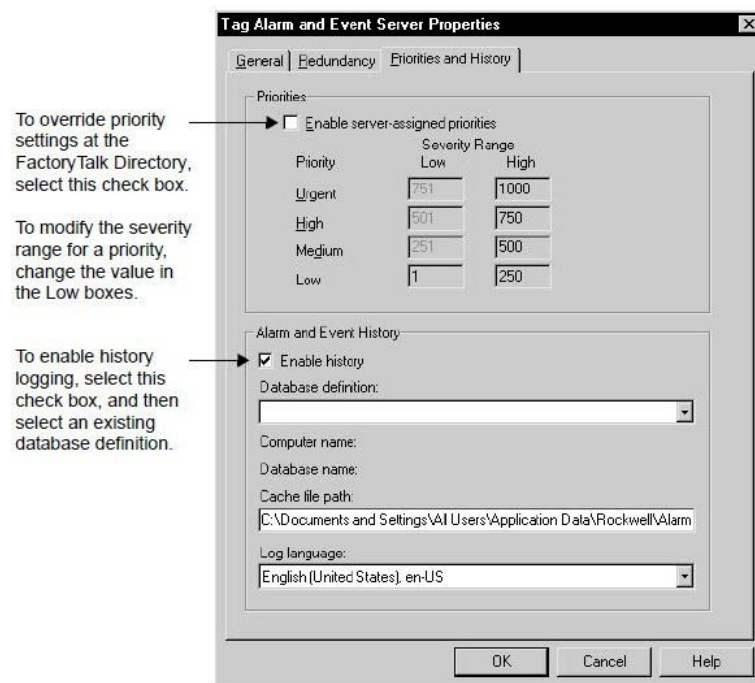 Tag Alarm and Event Server Properties
General
Redundancy
Priorities and History
To override priority
settings at the
FactoryTalk Directory,
select this check box.
To modify the severity
range for a priority,
change the value in
the Low boxes.
To enable history
logging, select this
check box, and then
select an existing
database definition.
Priorities
Enable server-assigned priorities
Severity Range
Priority Low High
Urgent 751 1000
High 501 750
Medium 251 500
Low 1 250
Alarm and Event History
Enable history
Database definition:
Computer name:
Database name:
Cache file path:
C:\Documents and Settings\All Users\Application Data\Rockwell\Alarm
Log language:
English (United States), en-US
OK Cancel Help